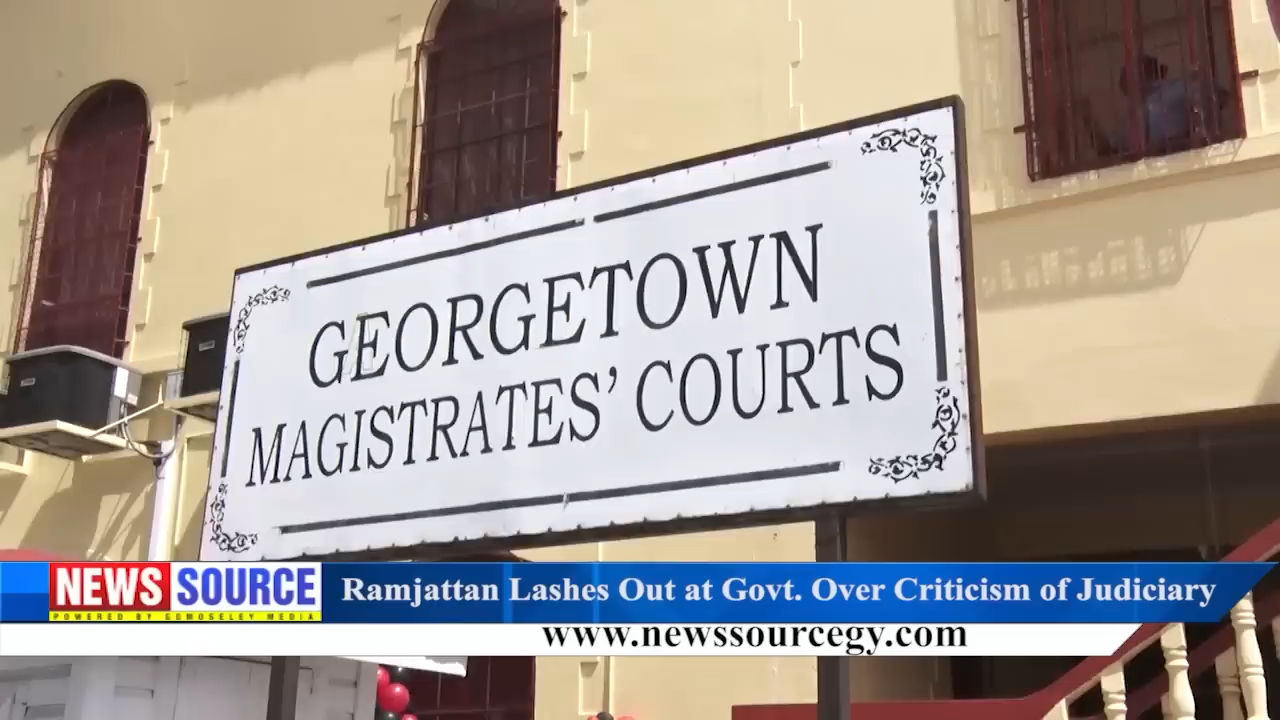 GEORGETOWN
MAGISTRATES' COURTS
NEWS SOURCE
POWERED BY GDMOSELEY MEDIA
Ramjattan Lashes Out at Govt. Over Criticism of Judiciary
www.newssourcegy.com